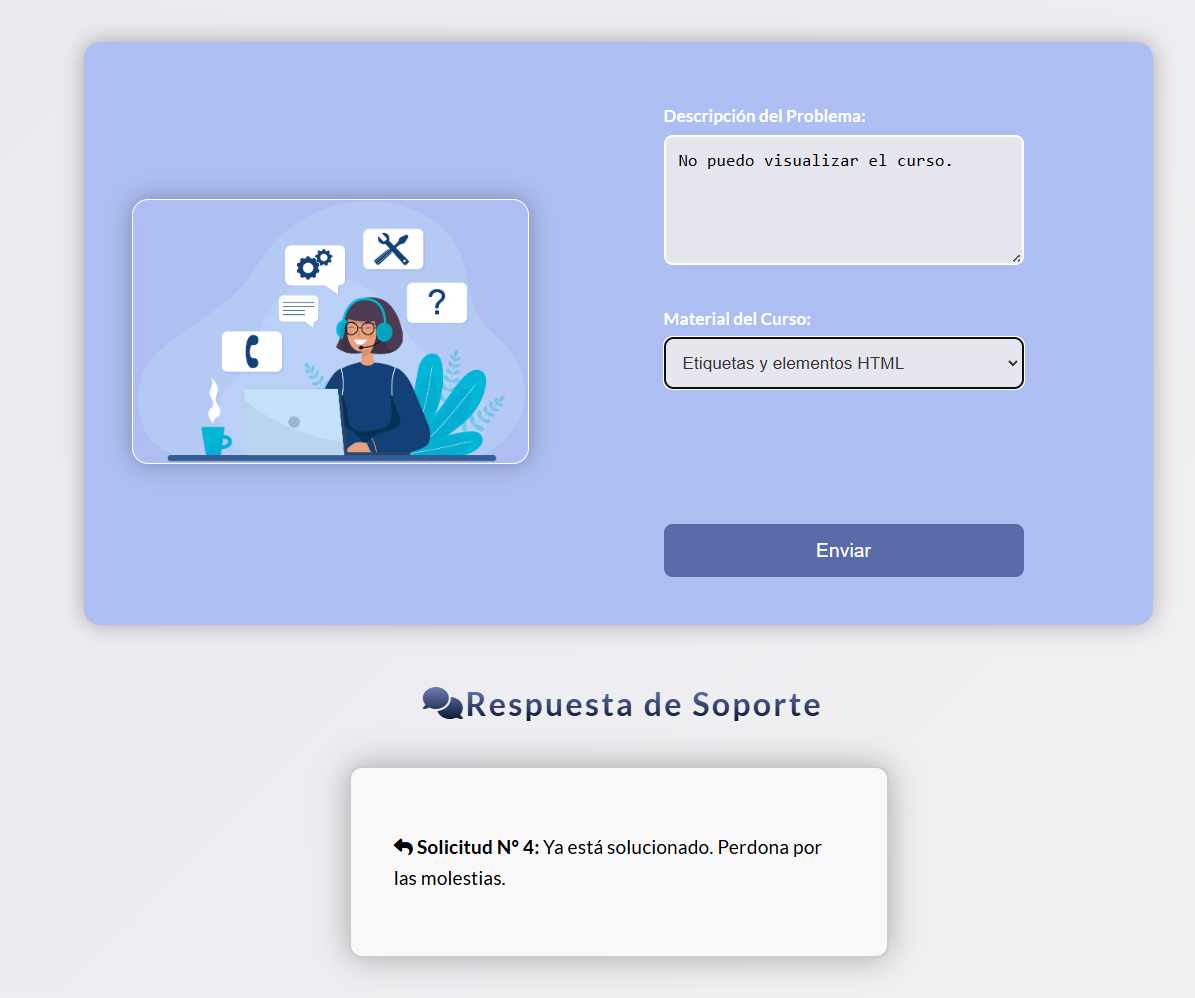 Descripción del Problema:
No puedo visualizar el curso.
Material del Curso:
Etiquetas y elementos HTML
?
Enviar
Respuesta de Soporte
Solicitud N° 4: Ya está solucionado. Perdona por
las molestias.